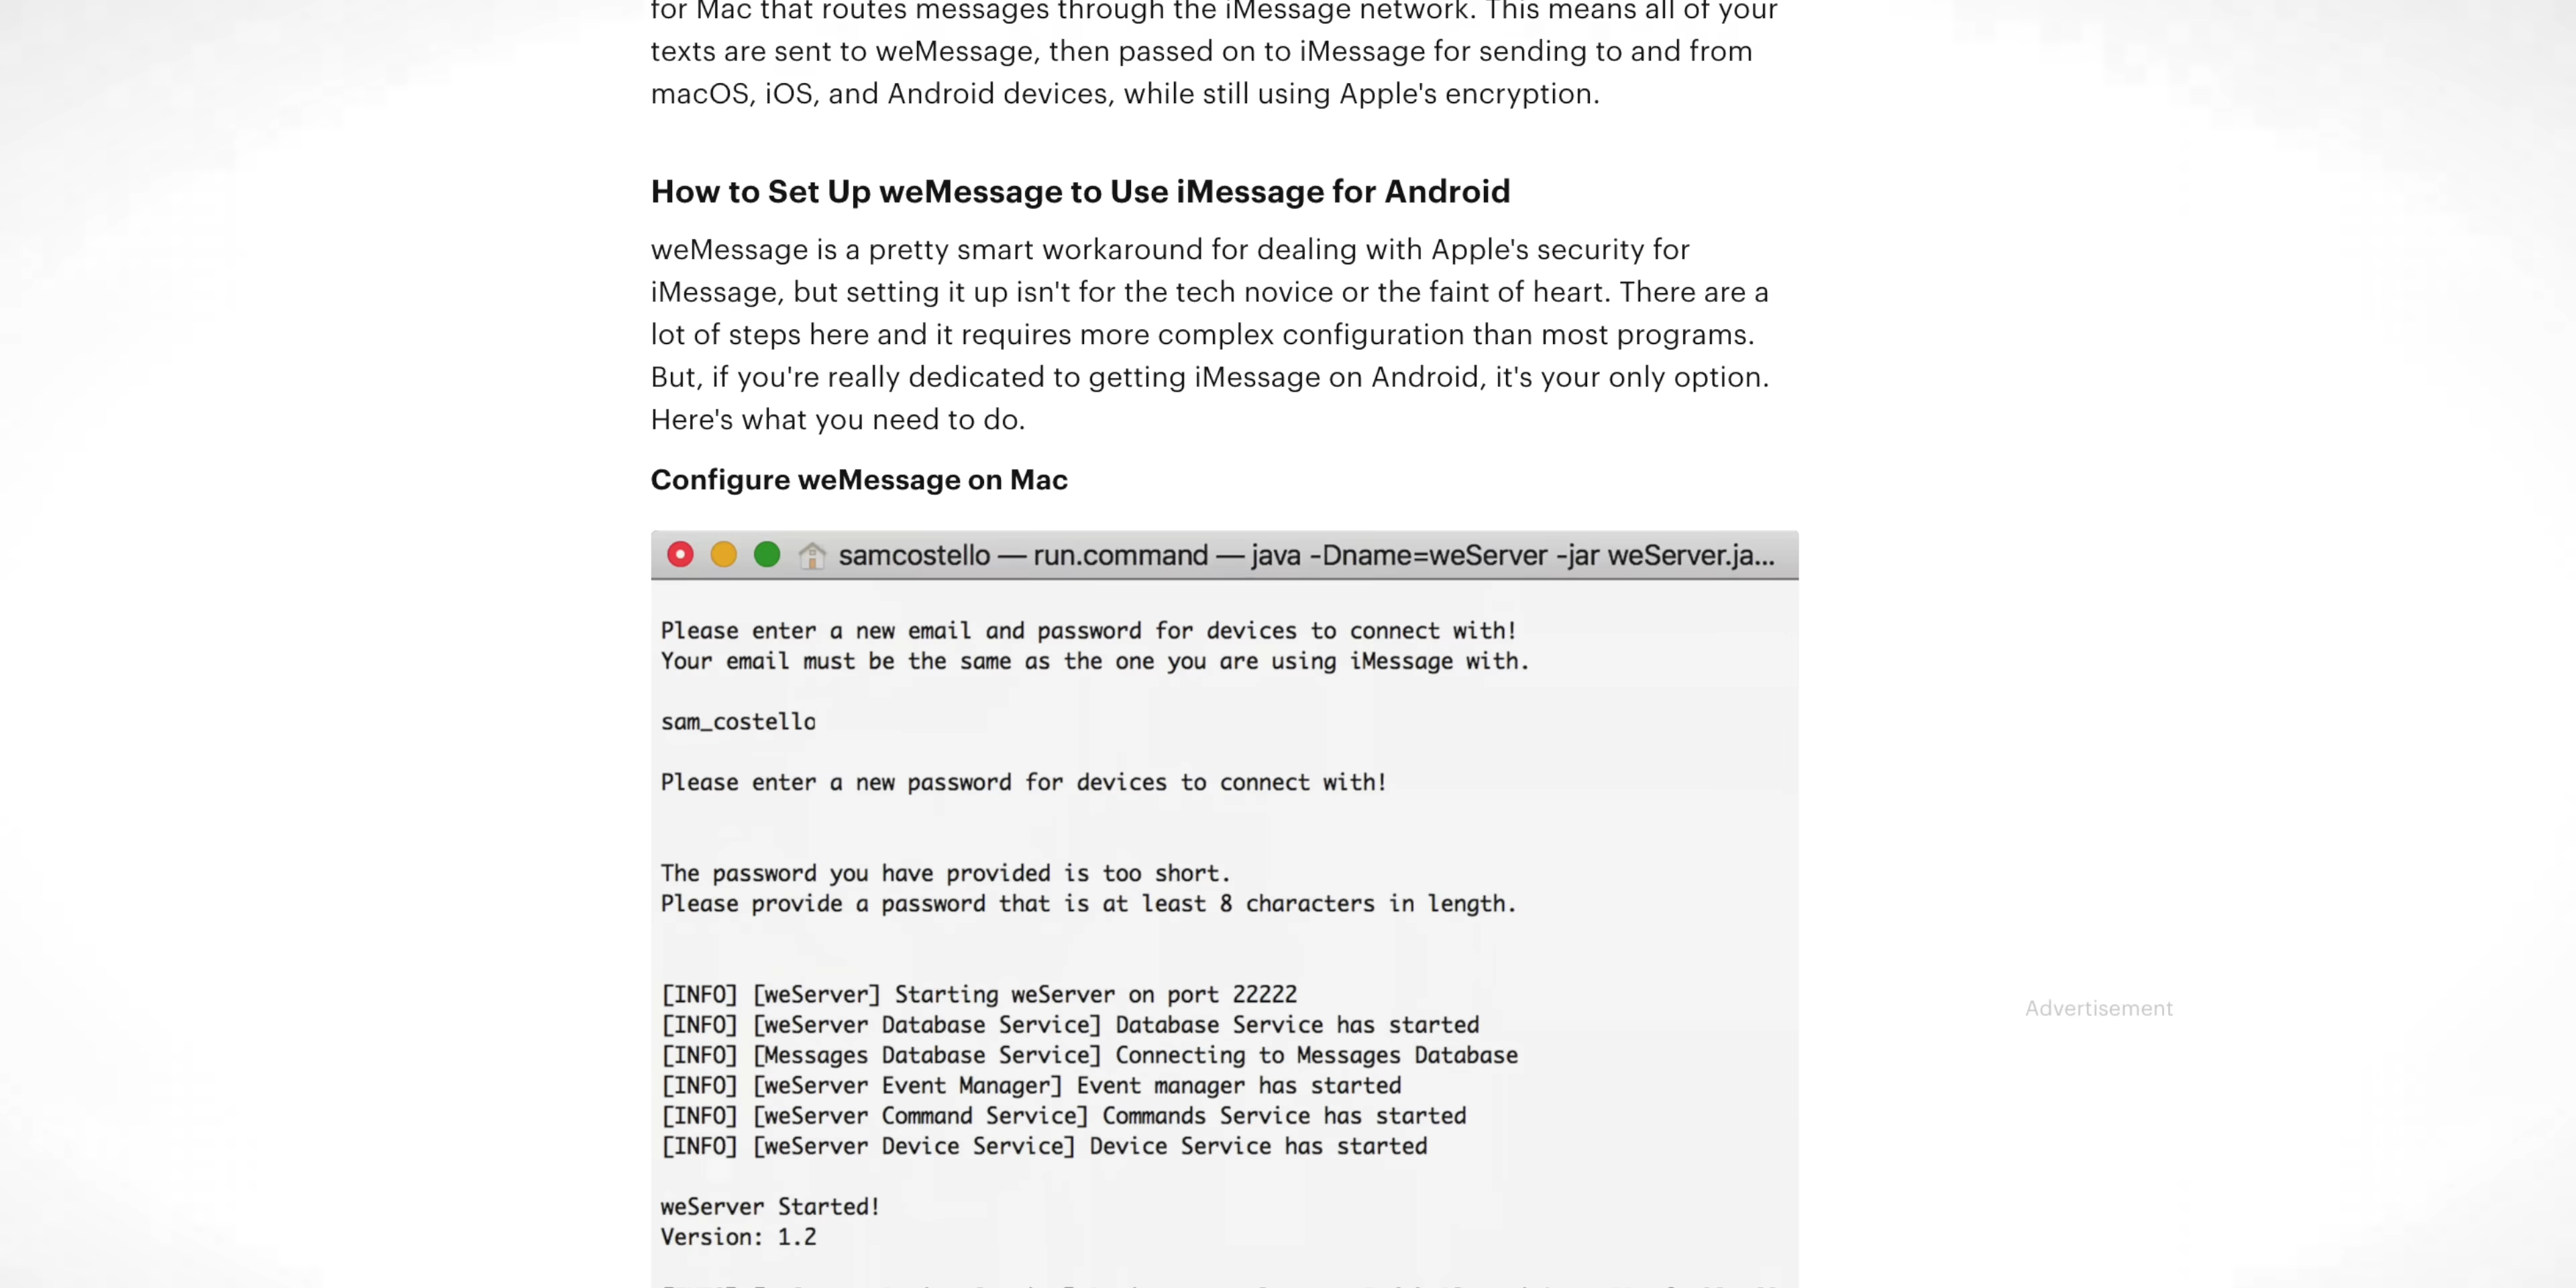 for Mac that routes messages through the iMessage network. This means all of your
texts are sent to weMessage, then passed on to iMessage for sending to and from
macOS, iOS, and Android devices, while still using Apple's encryption.
How to Set Up weMessage to Use iMessage for Android
weMessage is a pretty smart workaround for dealing with Apple's security for
iMessage, but setting it up isn't for the tech novice or the faint of heart. There are a
lot of steps here and it requires more complex configuration than most programs.
But, if you're really dedicated to getting iMessage on Android, it's your only option.
Here's what you need to do.
Configure weMessage on Mac
samcostello — run.command — java -Dname=weServer -jar weServer.ja...
Please enter a new email and password for devices to connect with!
Your email must be the same as the one you are using iMessage with.
sam_costello
Please enter a new password for devices to connect with!
The password you have provided is too short.
Please provide a password that is at least 8 characters in length.
[INFO] [weServer] Starting weServer on port 22222
[INFO] [weServer Database Service] Database Service has started
[INFO] [Messages Database Service] Connecting to Messages Database
[INFO] [weServer Event Manager] Event manager has started
[INFO] [weServer Command Service] Commands Service has started
[INFO] [weServer Device Service] Device Service has started
weServer Started!
Version: 1.2
Advertisement